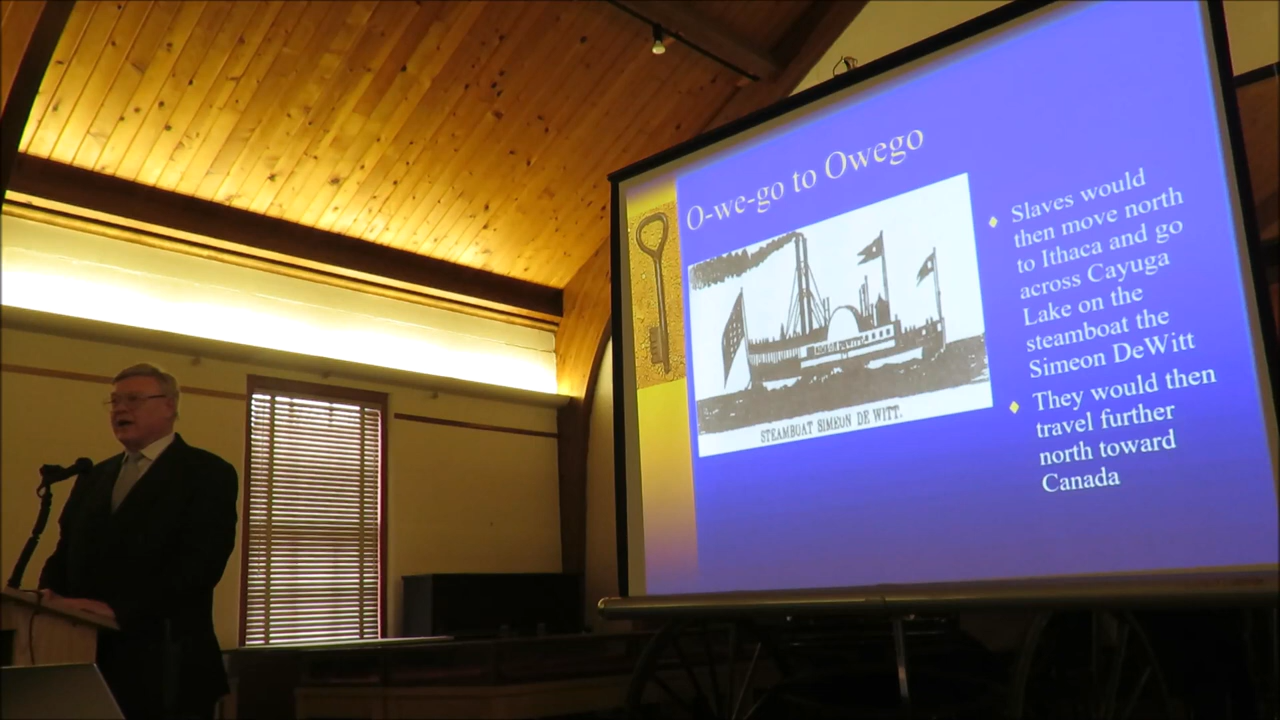 O-we-go to Owego
STEAMBOAT SIMEON DE WITT.
Slaves would
then move north
to Ithaca and go
across Cayuga
Lake on the
steamboat the
Simeon DeWitt
They would then
travel further
north toward
Canada